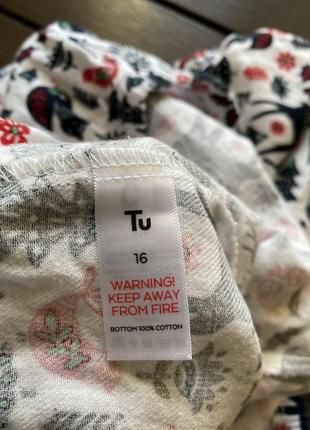 Tu
16
WARNING!
KEEP AWAY
FROM FIRE
BOTTOM 100% COTTON